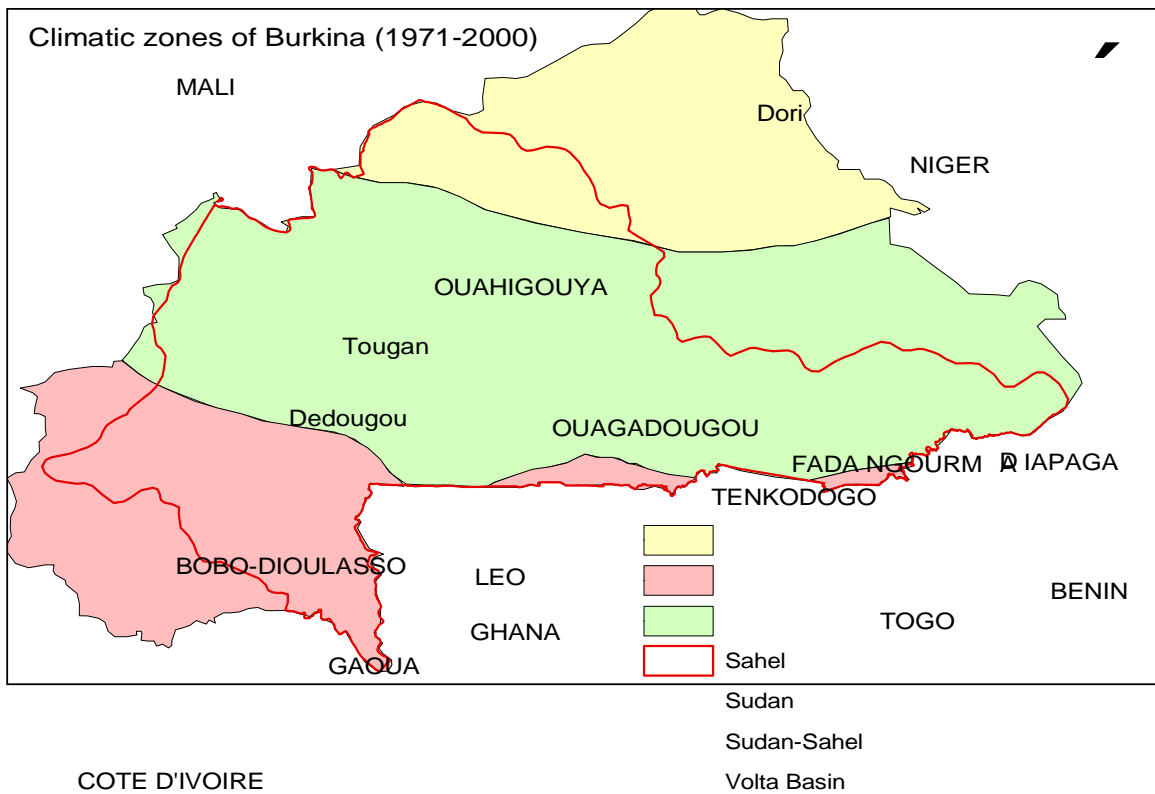 Climatic zones of Burkina (1971-2000)
MALI
Dori
NIGER
OUAHIGOUYA
Tougan
Dedougou
OUAGADOUGOU
FADA NGOURM A
D IAPAGA
TENKODOGO
BOBO-DIOULASSO
LEO
BENIN
TOGO
GHANA
GAOUA
Sahel
Sudan
Sudan-Sahel
Volta Basin
COTE D'IVOIRE